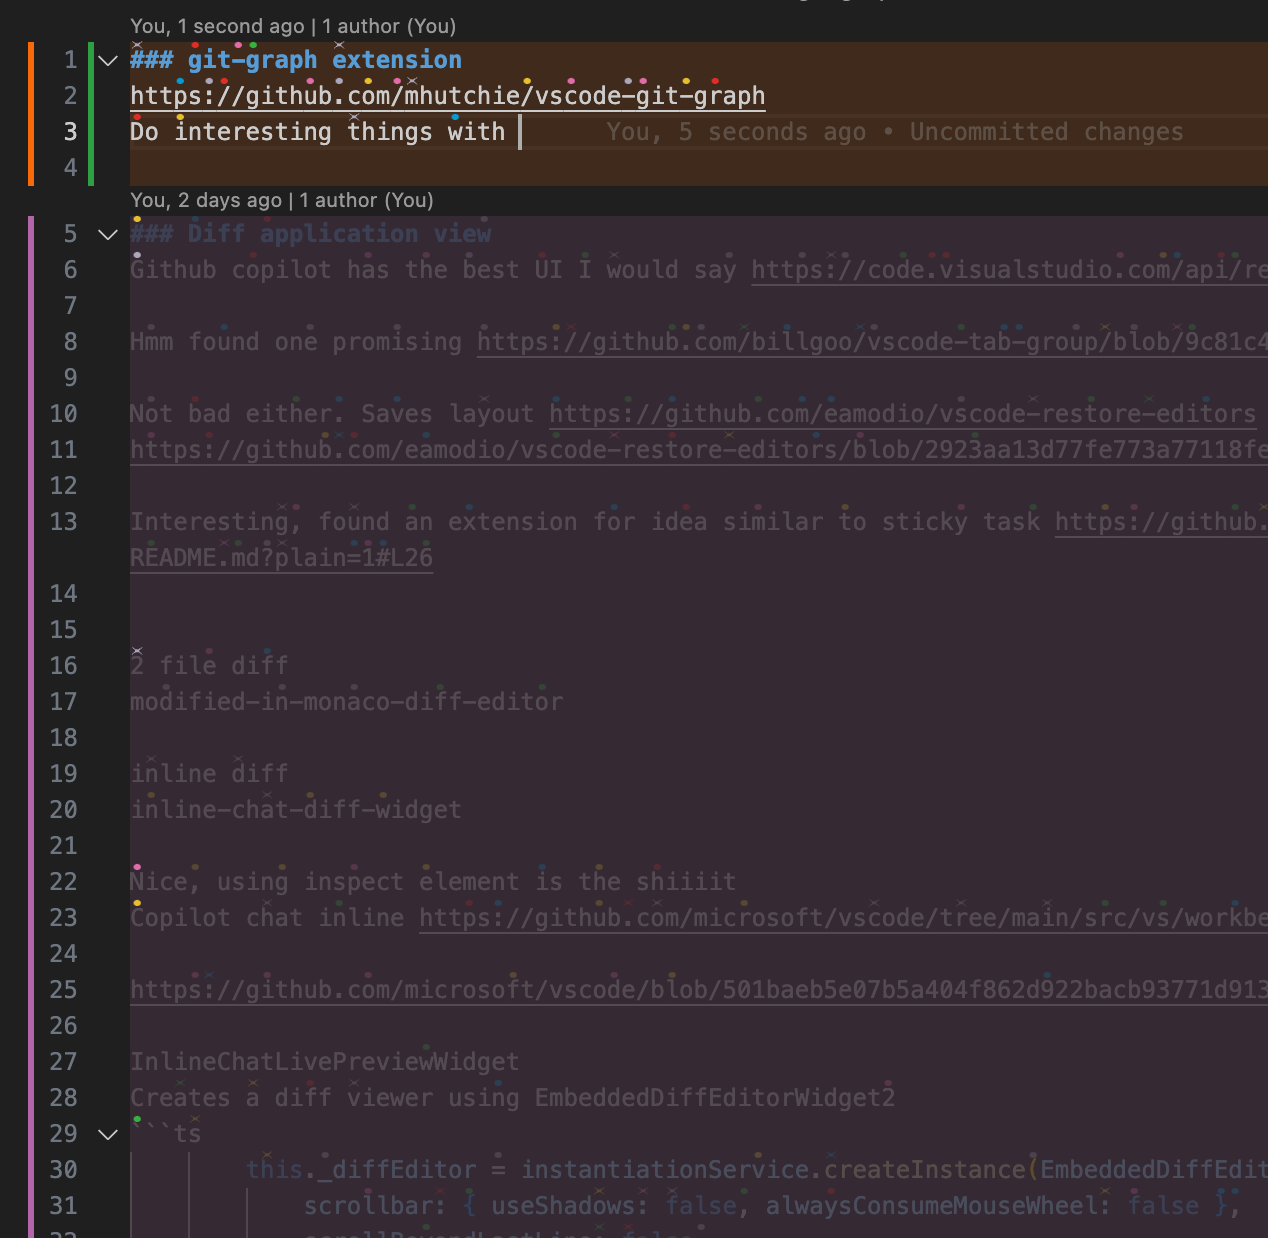 You, 1 second ago | 1 author (You)
1 ### git-graph extension
2 https://github.com/mhutchie/vscode-git-graph
3 Do interesting things with You, 5 seconds ago • Uncommitted changes
4
You, 2 days ago | 1 author (You)
5 ### Diff application view
6 Github copilot has the best UI I would say https://code.visualstudio.com/api/re
7
8 Hmm found one promising https://github.com/billgoo/vscode-tab-group/blob/9c81c4
9
10 Not bad either. Saves layout https://github.com/eamodio/vscode-restore-editors
11 https://github.com/eamodio/vscode-restore-editors/blob/2923aa13d77fe773a77118fe
12
13 Interesting, found an extension for idea similar to sticky task https://github.
README.md?plain=1#L26
14
15
16 2 file diff
17 modified-in-monaco-diff-editor
18
19 inline diff
20 inline-chat-diff-widget
21
22 Nice, using inspect element is the shiiiit
23 Copilot chat inline https://github.com/microsoft/vscode/tree/main/src/vs/workbe
24
25 https://github.com/microsoft/vscode/blob/501baeb5e07b5a404f862d922bacb93771d913
26
27 InlineChatLivePreviewWidget
28 Creates a diff viewer using EmbeddedDiffEditorWidget2
29 ```ts
30 this._diffEditor = instantiationService.createInstance(EmbeddedDiffEdit
31 scrollbar: { useShadows: false, alwaysConsumeMouseWheel: false },